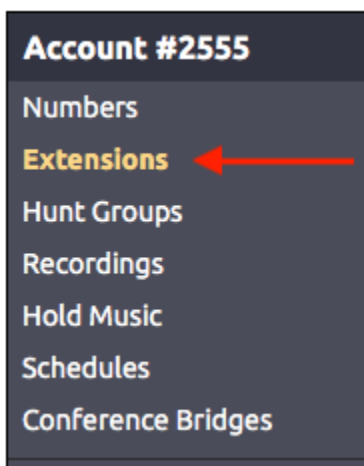 Account #2555
Numbers
Extensions
Hunt Groups
Recordings
Hold Music
Schedules
Conference Bridges